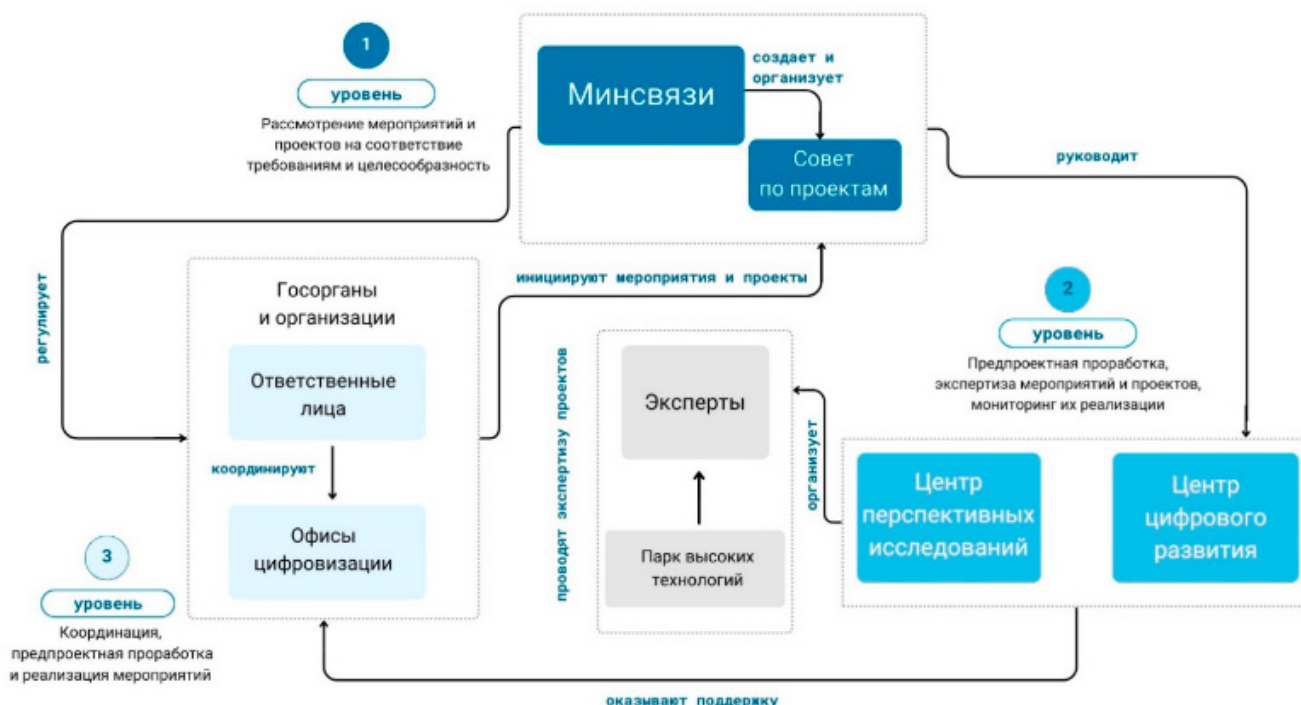 1
уровень
Рассмотрение мероприятий и
проектов на соответствие
требованиям и целесообразность
Минсвязи
создает и
организует
Совет
по проектам
руководит
регулирует
Госорганы
и организации
Ответственные
лица
координируют
Офисы
цифровизации
инициируют мероприятия и проекты
2
уровень
Предпроектная проработка,
экспертиза мероприятий и проектов,
мониторинг их реализации
проводят экспертизу проектов
Эксперты
Парк высоких
технологий
организует
Центр
перспективных
исследований
Центр
цифрового
развития
3
уровень
Координация,
предпроектная проработка
и реализация мероприятий
оказывают поддержку